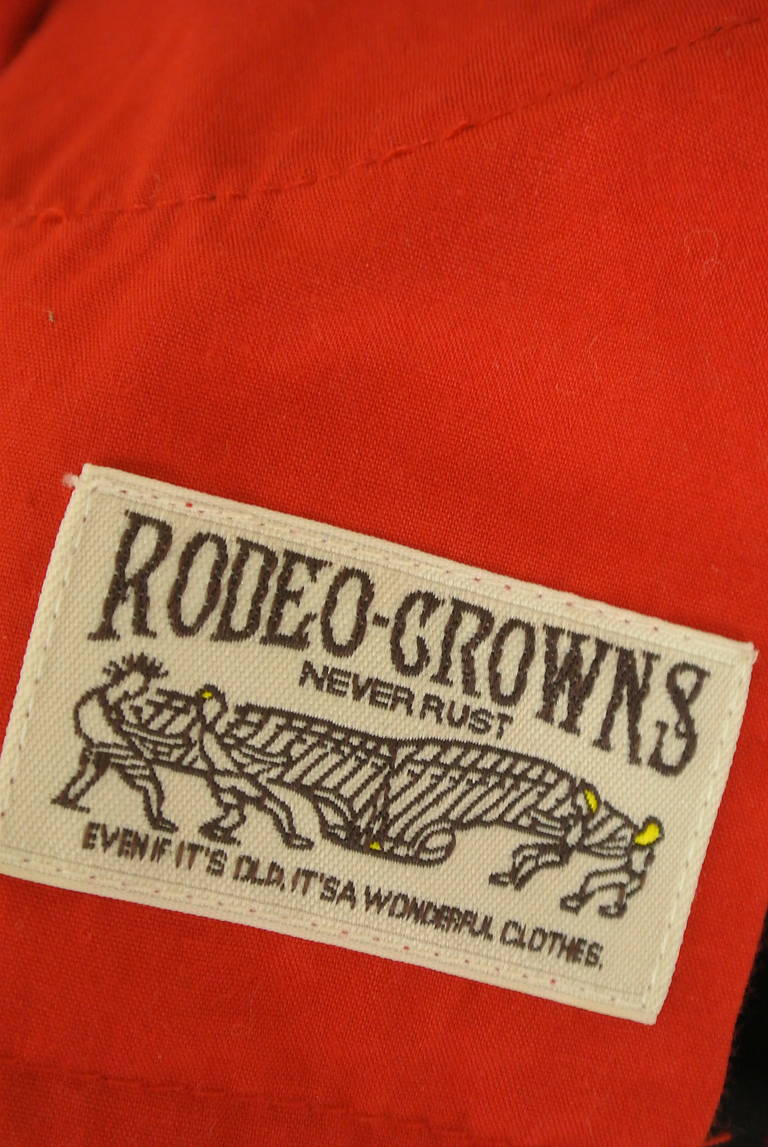 RODEO-CROWNS
NEVER RUST
EVEN IF IT'S OLD, IT'S A WONDERFUL CLOTHES.